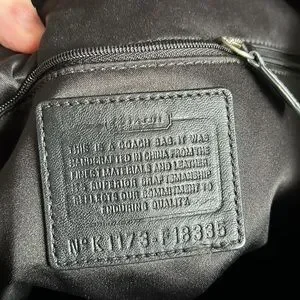 COACH
THIS IS A COACH BAG. IT WAS
HANDCRAFTED IN CHINA FROM THE
FINEST MATERIALS AND LEATHER.
ITS SUPERIOR CRAFTSMANSHIP
REFLECTS OUR COMMITMENT TO
ENDURING QUALITY.
Nº K1173-F18335